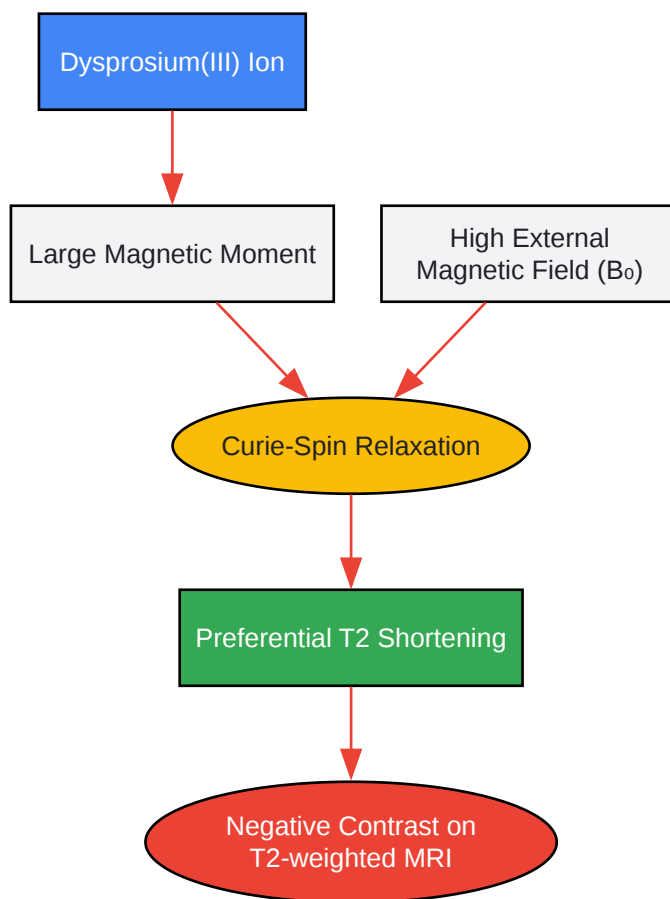 Dysprosium(III) Ion
Large Magnetic Moment
High External
Magnetic Field (B₀)
Curie-Spin Relaxation
Preferential T2 Shortening
Negative Contrast on
T2-weighted MRI